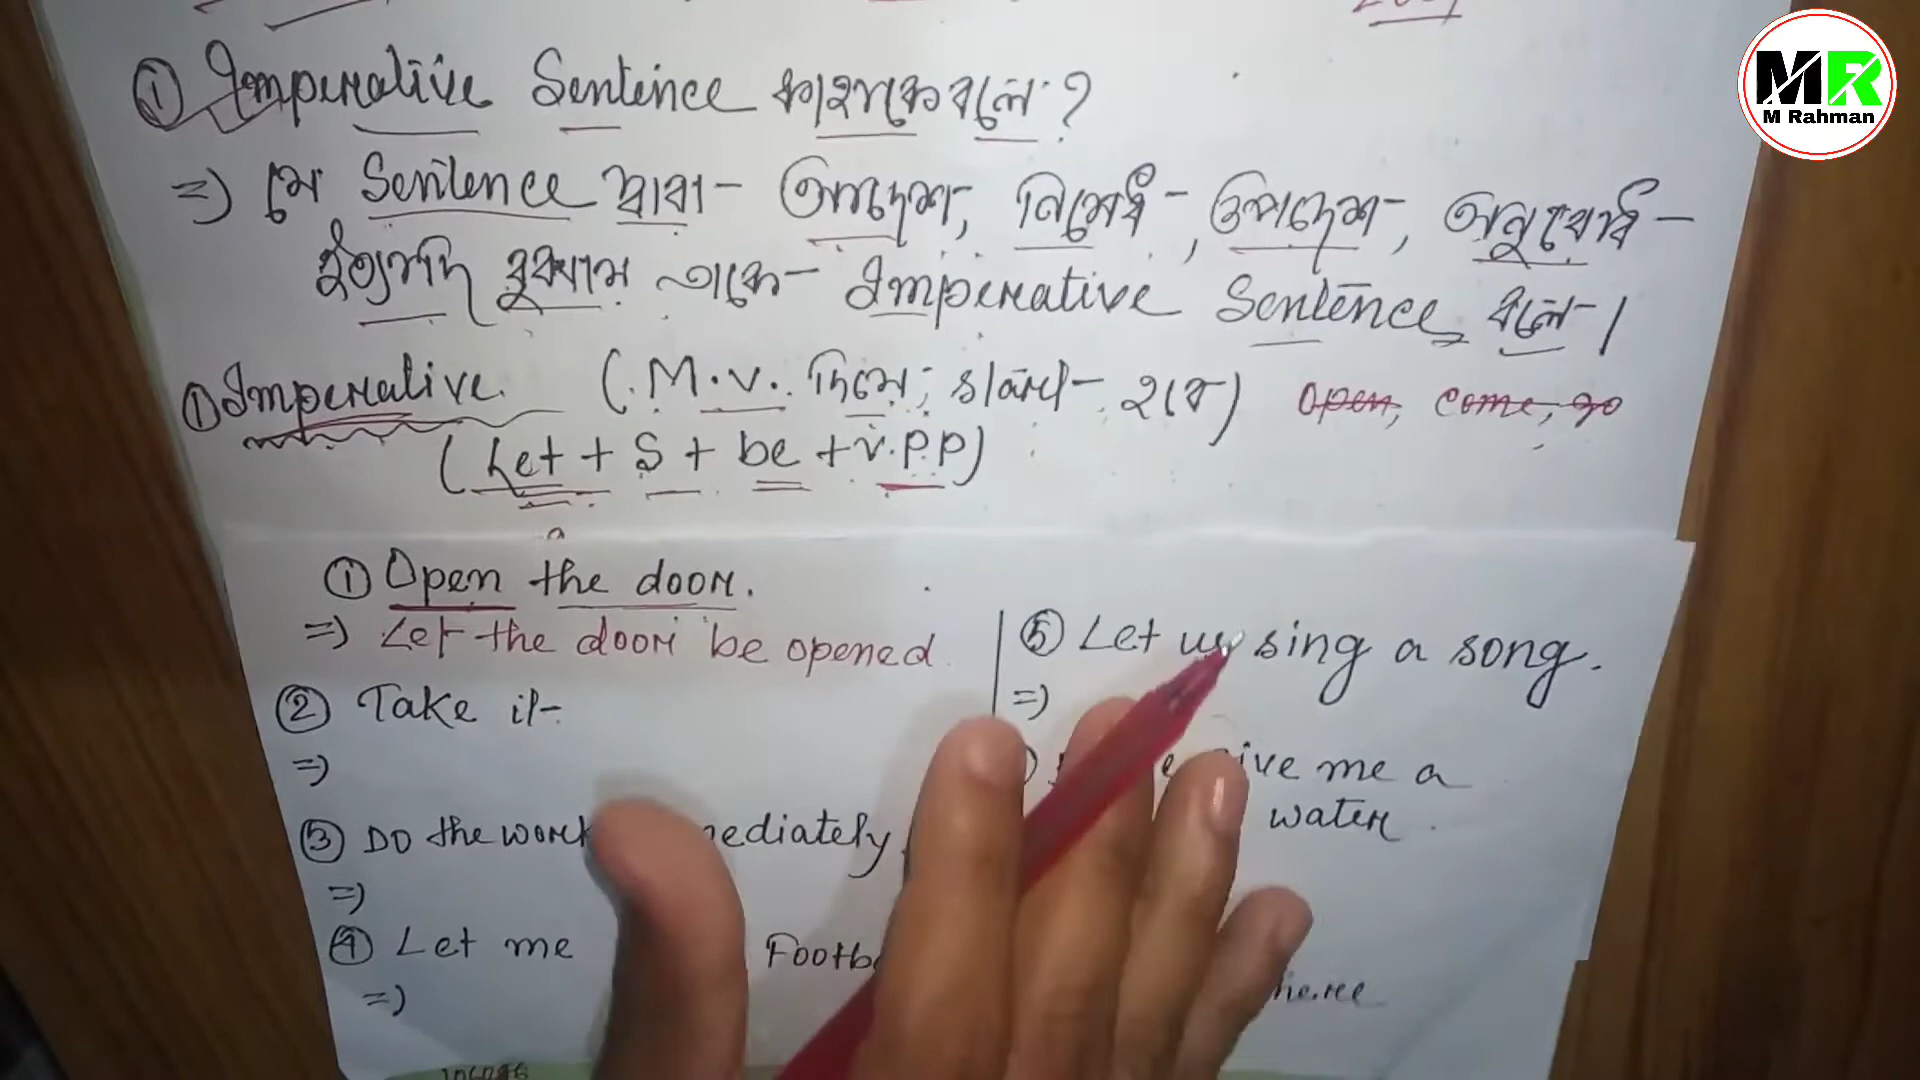 ① Imperative Sentence কাহাকে বলে ?
=) যে Sentence দ্বারা - আদেশ, নিষেধ - , উপদেশ - , অনুরোধ -
ইত্যাদি বুঝায় তাকে - Imperative Sentence বলে - ।
① Imperative. (M.V. দিয়ে; start - হবে) open, come, go
(Let + S + be + V.P.P)
① Open the door.
=) Let the door be opened
② Take it
=)
③ Do the work
=)
④ Let me Footb
=)
⑤ Let us sing a song.
=)
me a
water.
MR
M Rahman